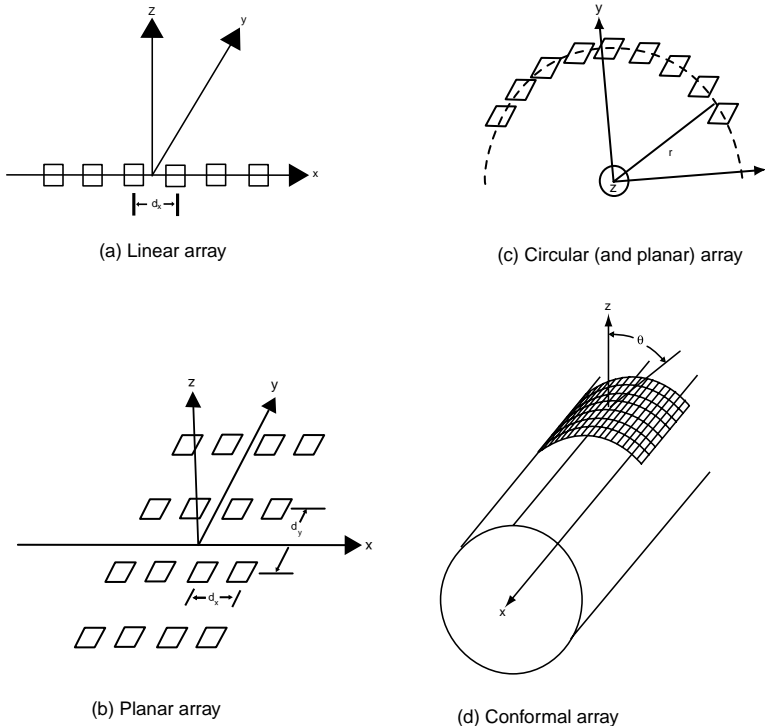 z
y
x
dx
(a) Linear array
y
r
z
(c) Circular (and planar) array
z
y
dy
x
dx
(b) Planar array
z
θ
x
(d) Conformal array